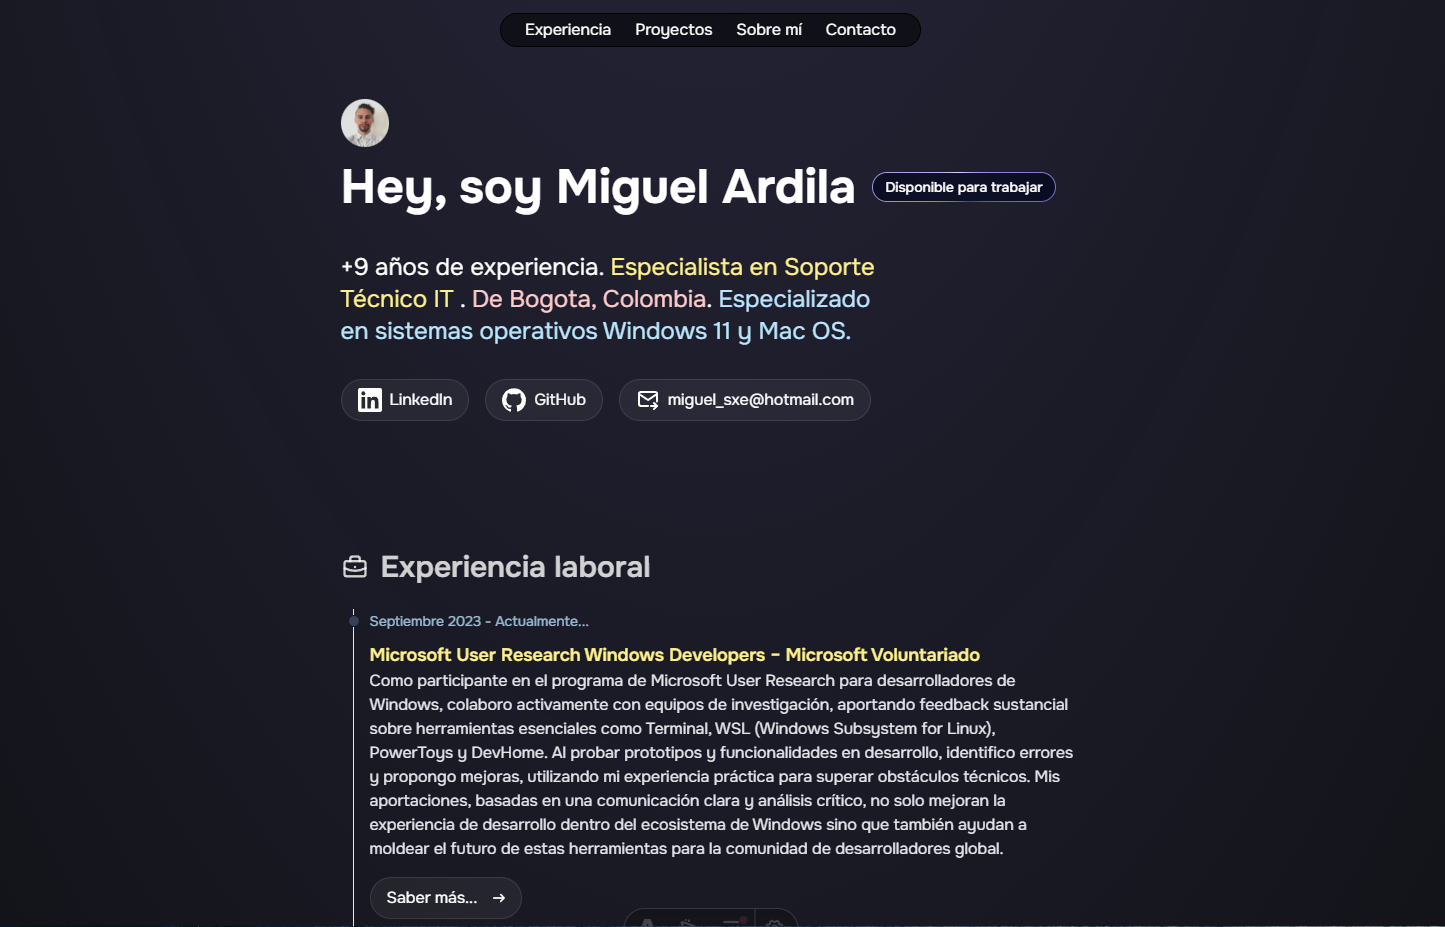 Experiencia Proyectos Sobre mí Contacto
Hey, soy Miguel Ardila
Disponible para trabajar
+9 años de experiencia. Especialista en Soporte
Técnico IT . De Bogota, Colombia. Especializado
en sistemas operativos Windows 11 y Mac OS.
LinkedIn GitHub miguel_sxe@hotmail.com
Experiencia laboral
Septiembre 2023 - Actualmente...
Microsoft User Research Windows Developers – Microsoft Voluntariado
Como participante en el programa de Microsoft User Research para desarrolladores de
Windows, colaboro activamente con equipos de investigación, aportando feedback sustancial
sobre herramientas esenciales como Terminal, WSL (Windows Subsystem for Linux),
PowerToys y DevHome. Al probar prototipos y funcionalidades en desarrollo, identifico errores
y propongo mejoras, utilizando mi experiencia práctica para superar obstáculos técnicos. Mis
aportaciones, basadas en una comunicación clara y análisis crítico, no solo mejoran la
experiencia de desarrollo dentro del ecosistema de Windows sino que también ayudan a
moldear el futuro de estas herramientas para la comunidad de desarrolladores global.
Saber más...